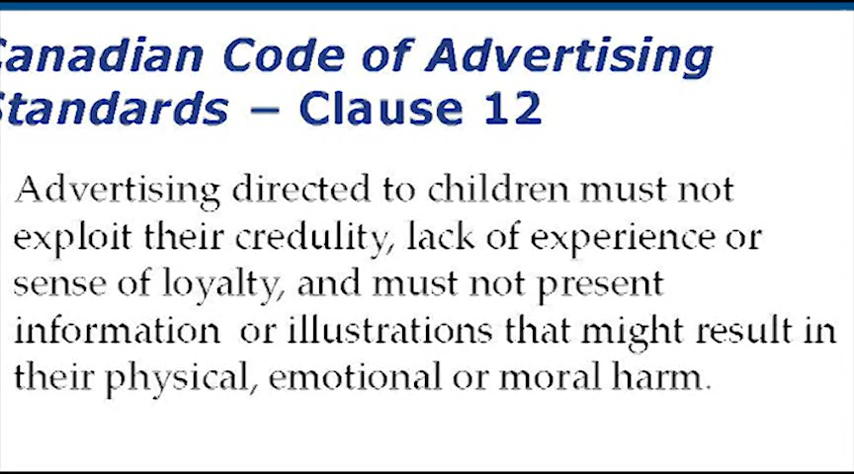 Canadian Code of Advertising
Standards – Clause 12
Advertising directed to children must not
exploit their credulity, lack of experience or
sense of loyalty, and must not present
information or illustrations that might result in
their physical, emotional or moral harm.